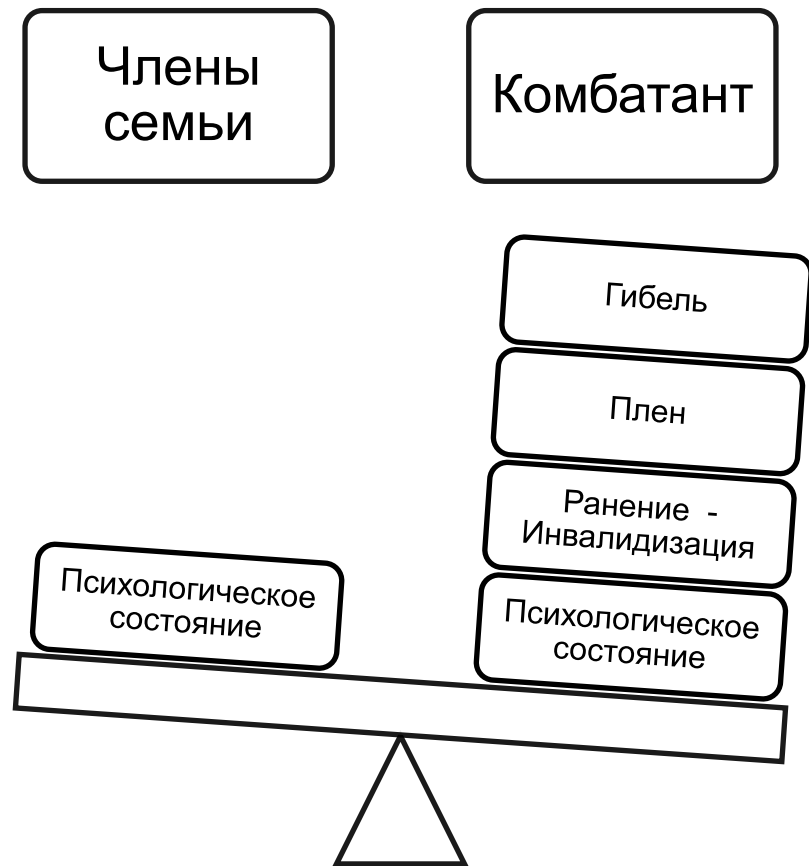 Члены
семьи
Комбатант
Гибель
Плен
Ранение -
Инвалидизация
Психологическое
состояние
Психологическое
состояние